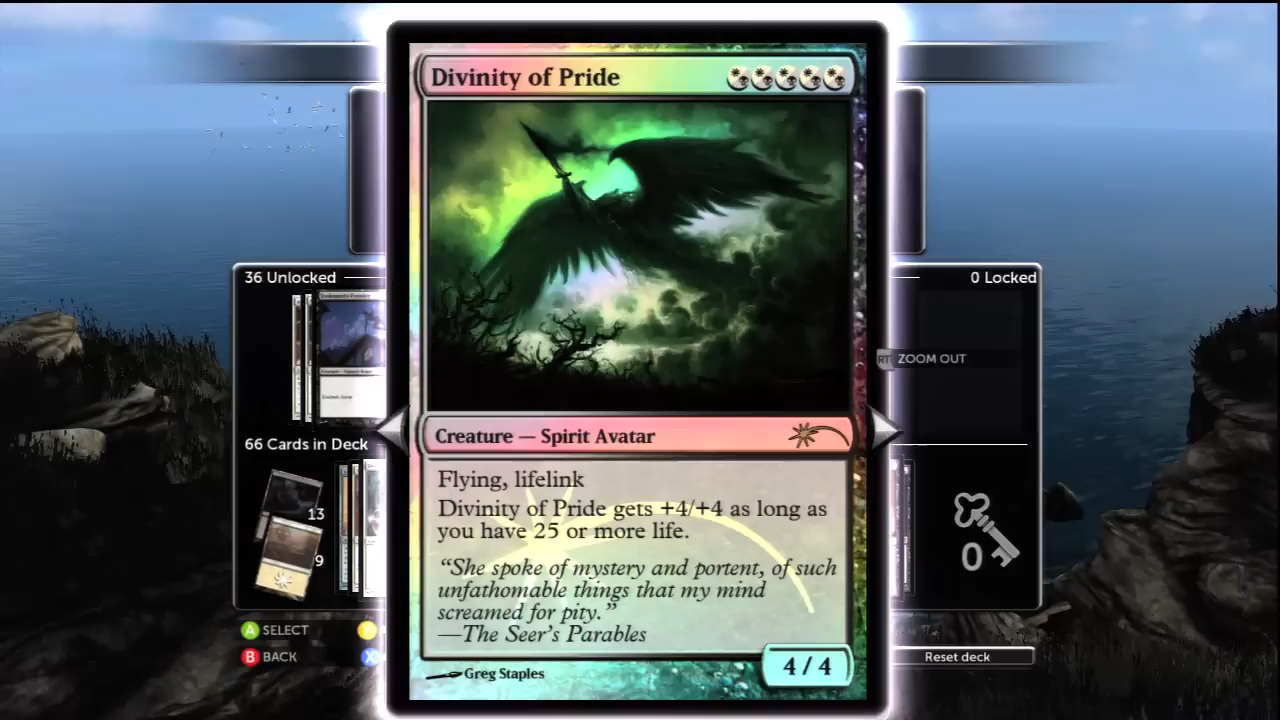 Divinity of Pride
36 Unlocked
0 Locked
RT ZOOM OUT
Creature — Spirit Avatar
66 Cards in Deck
Flying, lifelink
Divinity of Pride gets +4/+4 as long as
you have 25 or more life.
13
9
0
“She spoke of mystery and portent, of such
unfathomable things that my mind
screamed for pity.”
—The Seer’s Parables
A SELECT
B BACK
X
Reset deck
Greg Staples
4 / 4